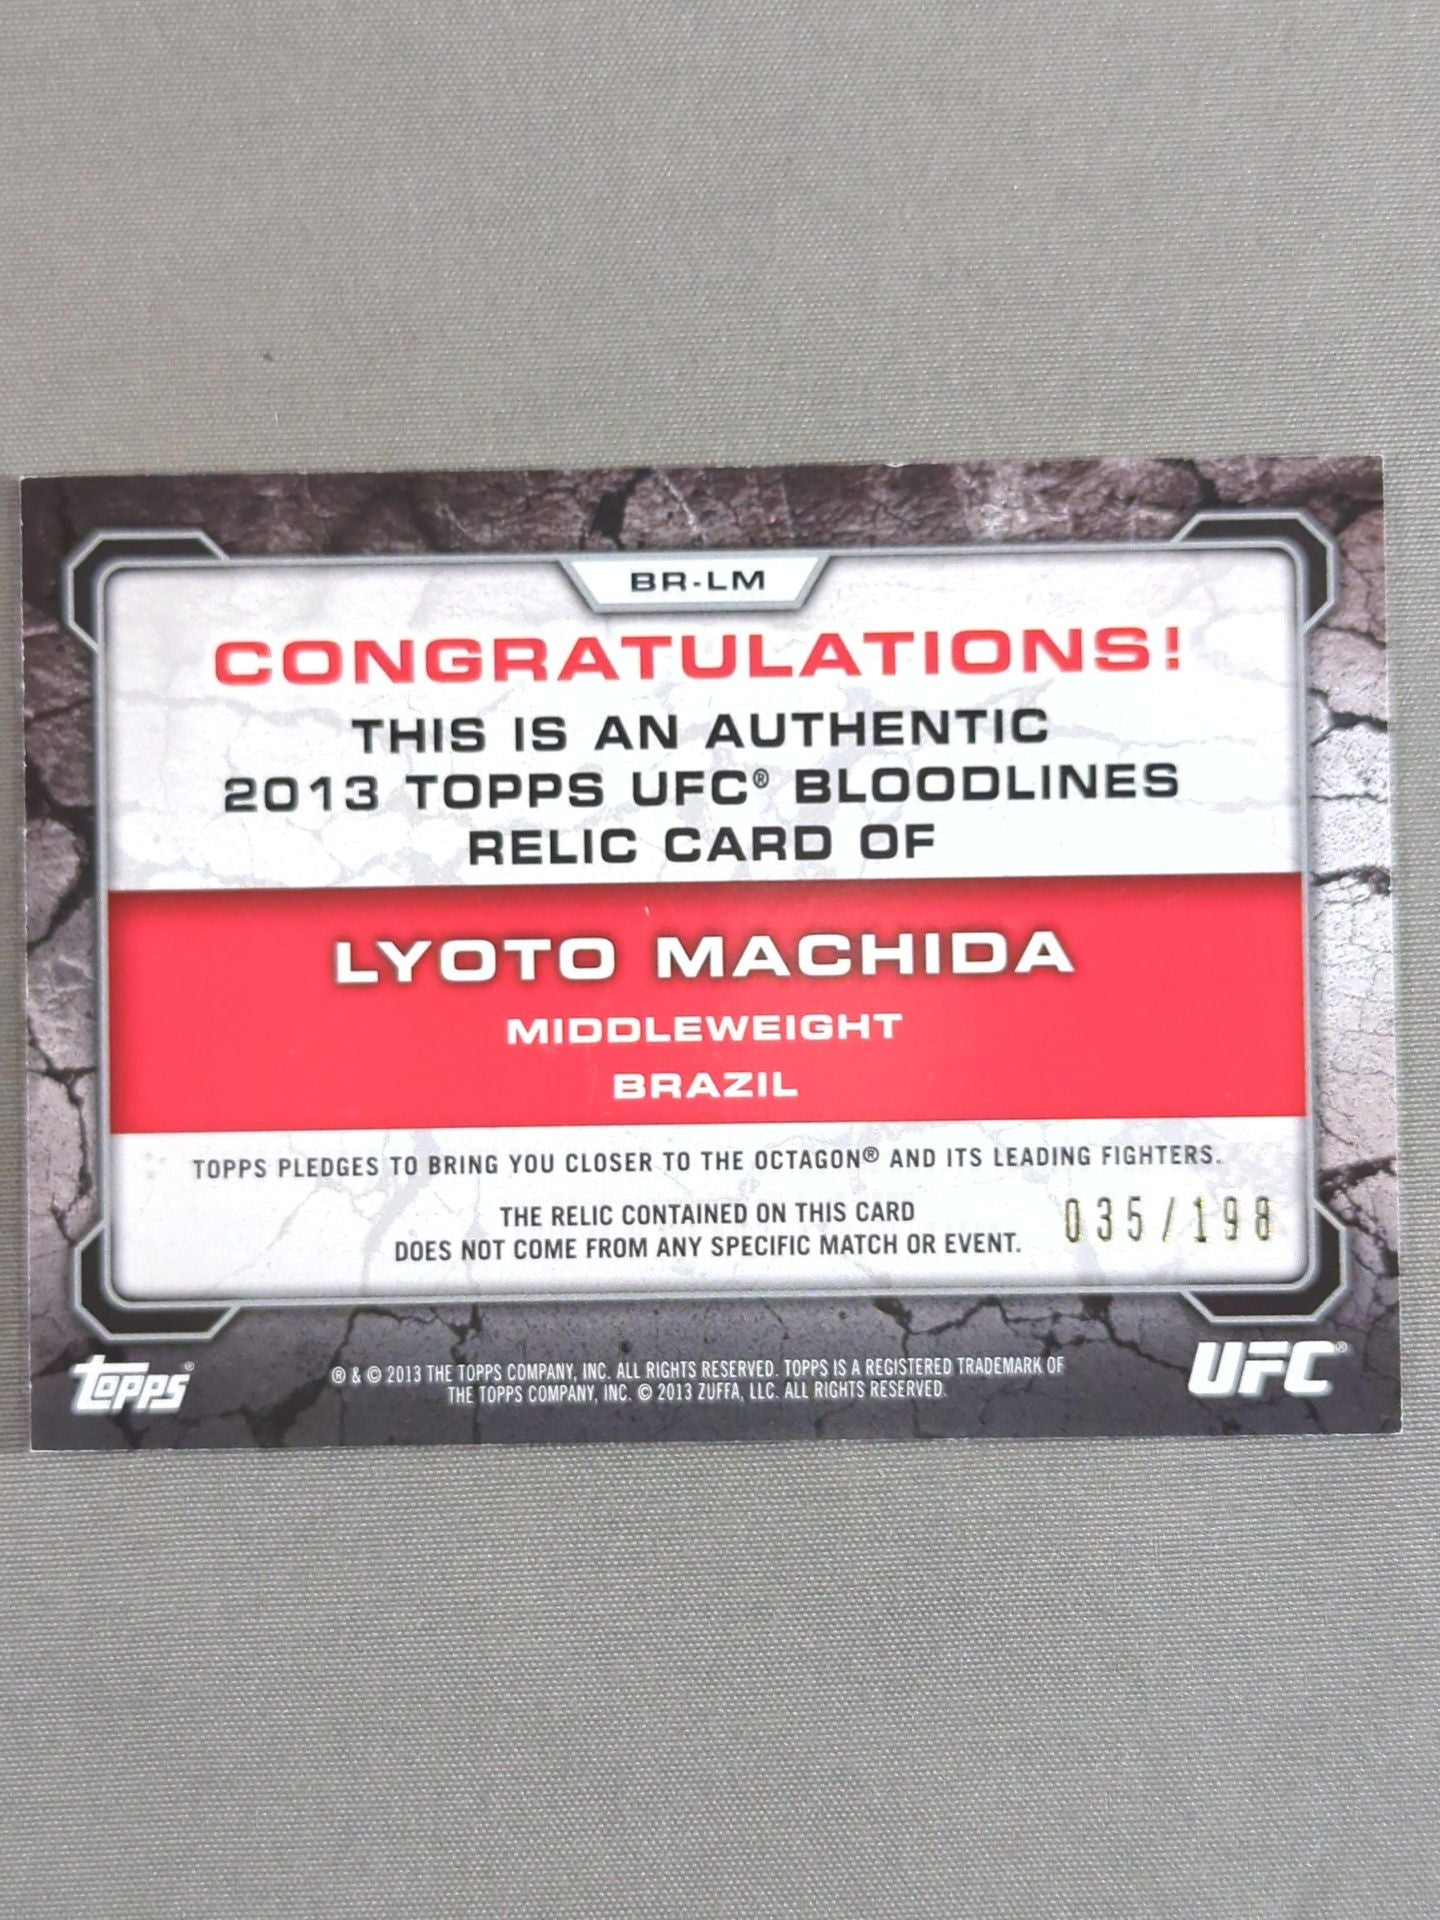 BR-LM
CONGRATULATIONS!
THIS IS AN AUTHENTIC
2013 TOPPS UFC® BLOODLINES
RELIC CARD OF
LYOTO MACHIDA
MIDDLEWEIGHT
BRAZIL
TOPPS PLEDGES TO BRING YOU CLOSER TO THE OCTAGON® AND ITS LEADING FIGHTERS.
THE RELIC CONTAINED ON THIS CARD
DOES NOT COME FROM ANY SPECIFIC MATCH OR EVENT.
035/198
Topps®
® & © 2013 THE TOPPS COMPANY, INC. ALL RIGHTS RESERVED. TOPPS IS A REGISTERED TRADEMARK OF
THE TOPPS COMPANY, INC. © 2013 ZUFFA, LLC. ALL RIGHTS RESERVED.
UFC®